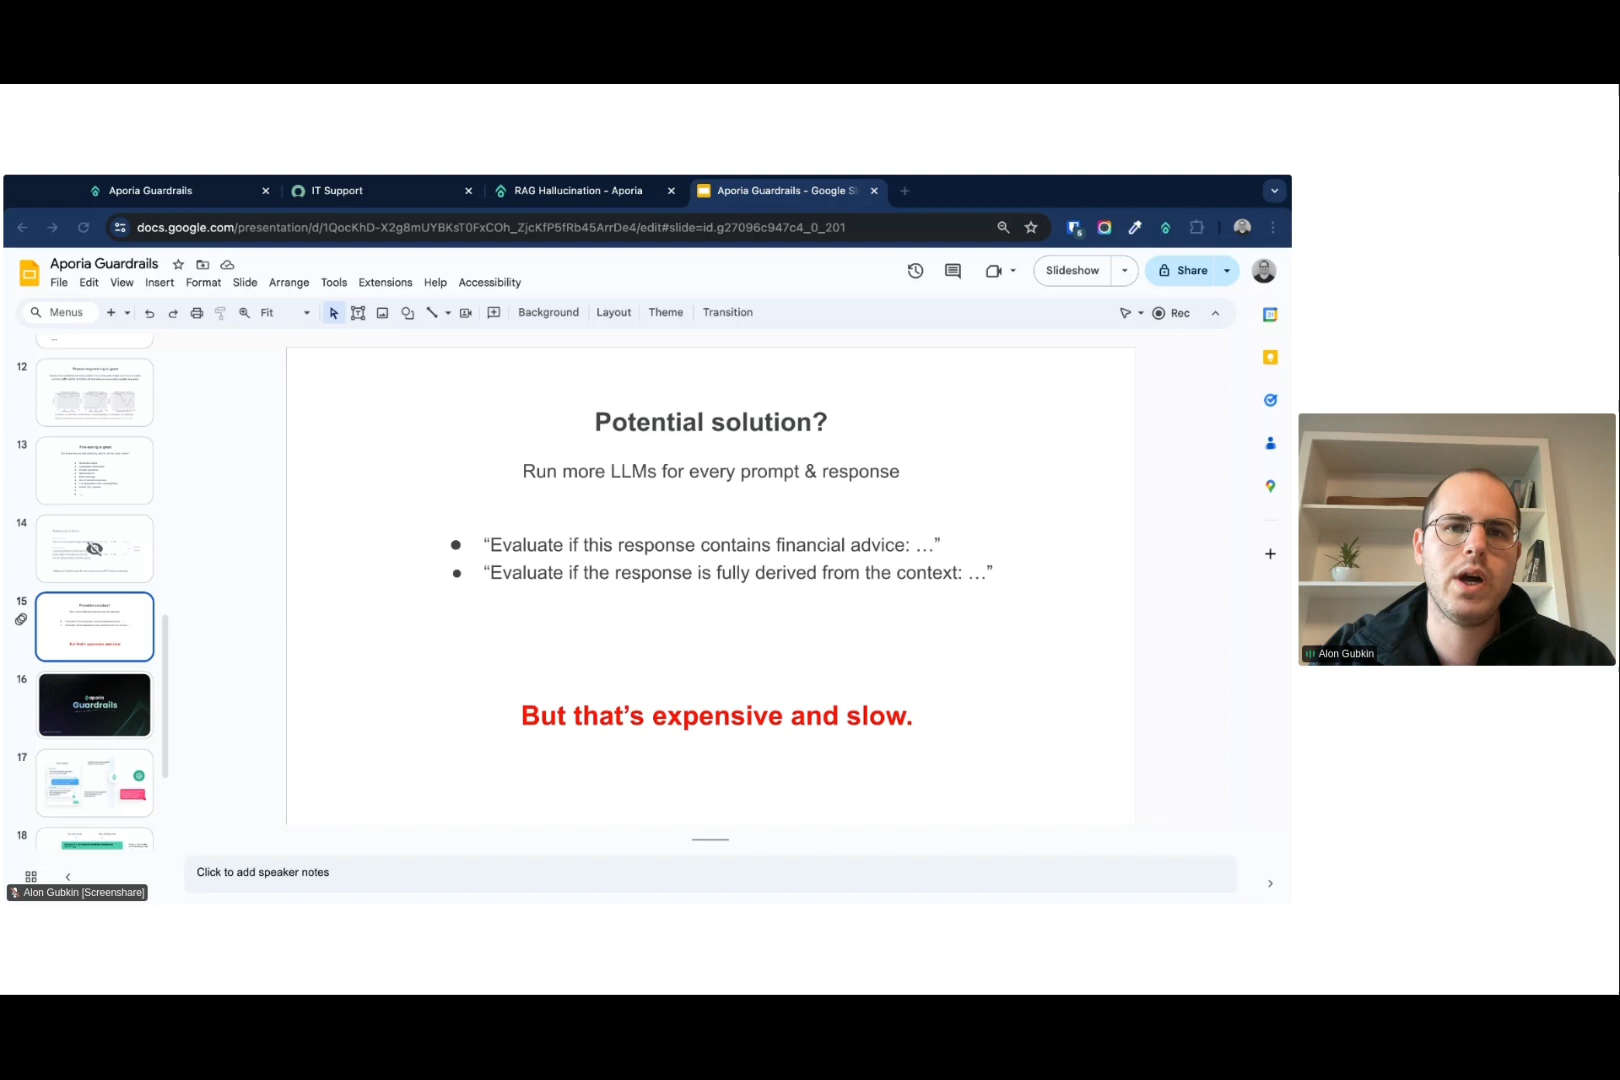 Aporia Guardrails
IT Support
RAG Hallucination - Aporia
Aporia Guardrails - Google Sl
docs.google.com/presentation/d/1QocKhD-X2g8mUYBKsT0FxCOh_ZjcKfP5fRb45ArrDe4/edit#slide=id.g27096c947c4_0_201
Aporia Guardrails
File Edit View Insert Format Slide Arrange Tools Extensions Help Accessibility
Slideshow
Share
Menus
Fit
Background
Layout
Theme
Transition
Rec
12
13
14
15
16
aporia
Guardrails
17
18
Potential solution?
Run more LLMs for every prompt & response
● “Evaluate if this response contains financial advice: …”
● “Evaluate if the response is fully derived from the context: …”
But that’s expensive and slow.
Click to add speaker notes
Alon Gubkin [Screenshare]
Alon Gubkin